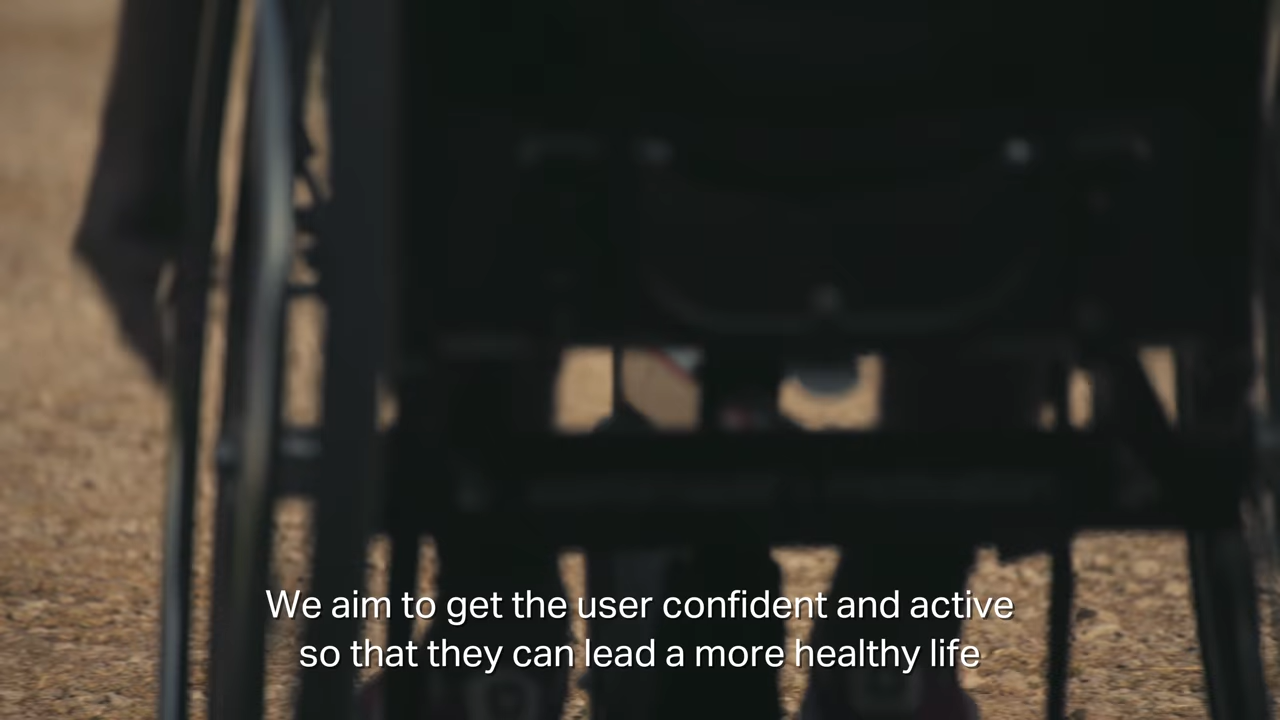 We aim to get the user confident and active
so that they can lead a more healthy life